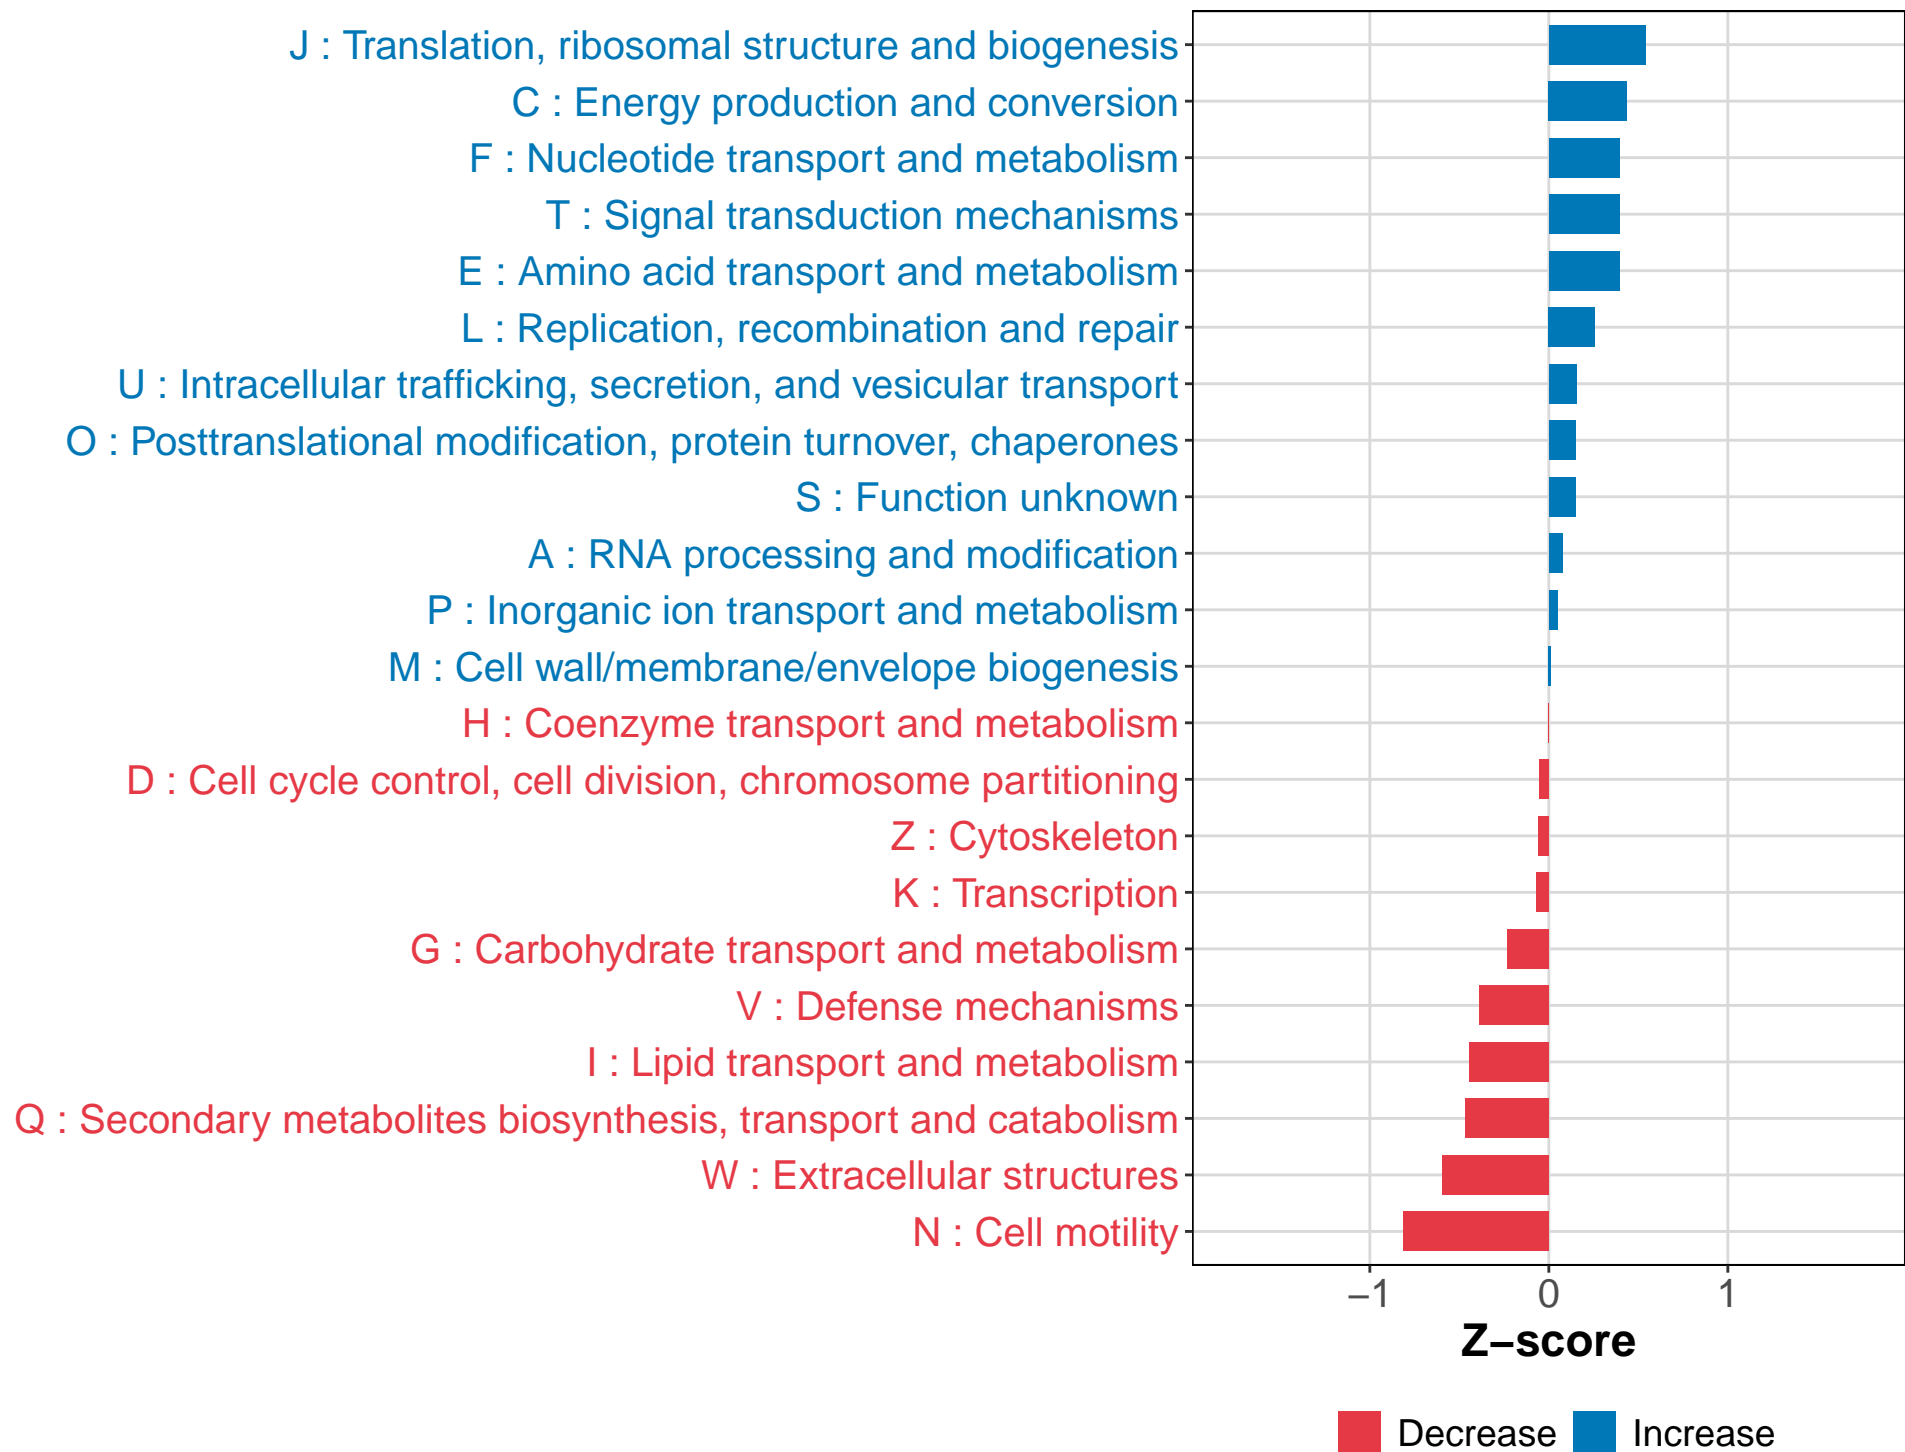 J : Translation, ribosomal structure and biogenesis
C : Energy production and conversion
F : Nucleotide transport and metabolism
T : Signal transduction mechanisms
E : Amino acid transport and metabolism
L : Replication, recombination and repair
U : Intracellular trafficking, secretion, and vesicular transport
O : Posttranslational modification, protein turnover, chaperones
S : Function unknown
A : RNA processing and modification
P : Inorganic ion transport and metabolism
M : Cell wall/membrane/envelope biogenesis
H : Coenzyme transport and metabolism
D : Cell cycle control, cell division, chromosome partitioning
Z : Cytoskeleton
K : Transcription
G : Carbohydrate transport and metabolism
V : Defense mechanisms
I : Lipid transport and metabolism
Q : Secondary metabolites biosynthesis, transport and catabolism
W : Extracellular structures
N : Cell motility
−1 0 1
Z−score
Decrease Increase